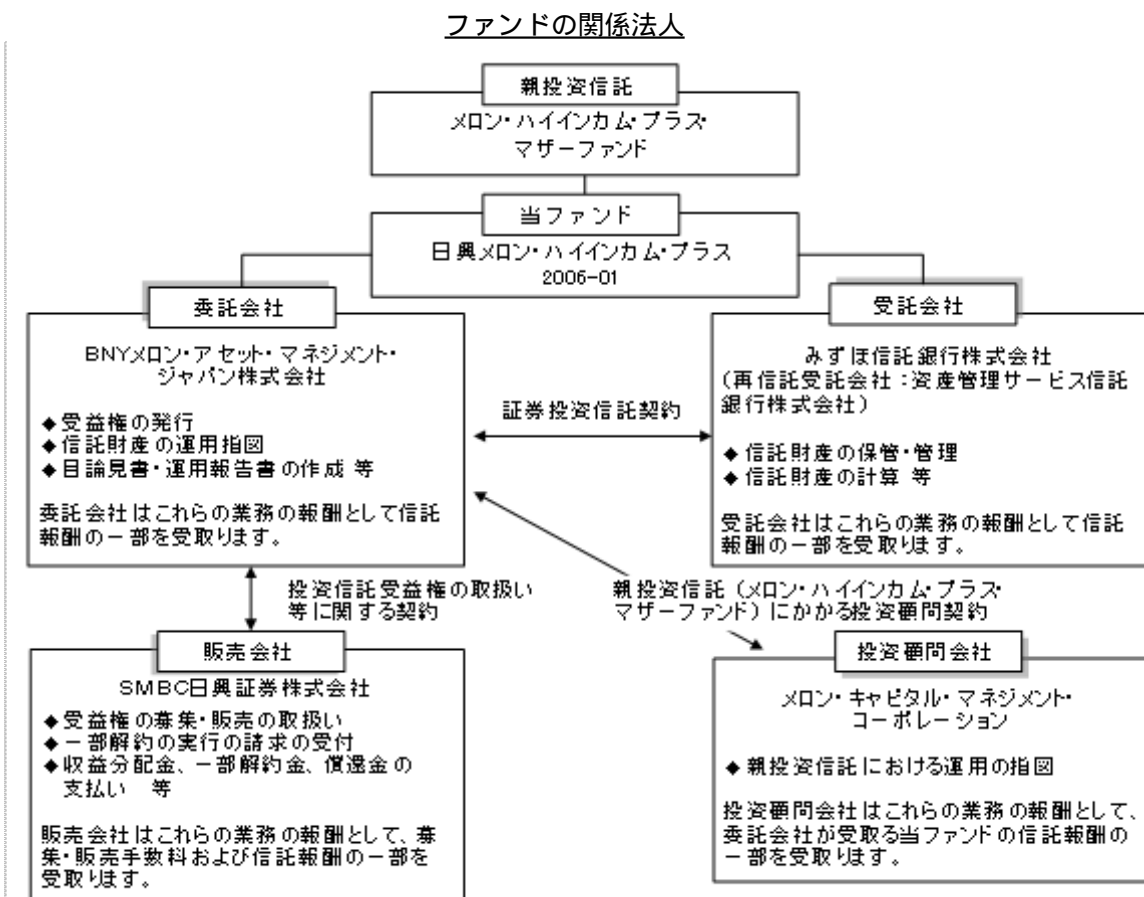 ファンドの関係法人
親投資信託
メロン・ハイインカム・プラス・
マザーファンド
当ファンド
日興メロン・ハイインカム・プラス
2006-01
委託会社
BNYメロン・アセット・マネジメント・
ジャパン株式会社
◆受益権の発行
◆信託財産の運用指図
◆目論見書・運用報告書の作成 等
委託会社はこれらの業務の報酬として信託
報酬の一部を受取ります。
証券投資信託契約
受託会社
みずほ信託銀行株式会社
(再信託受託会社:資産管理サービス信託
銀行株式会社)
◆信託財産の保管・管理
◆信託財産の計算 等
受託会社はこれらの業務の報酬として信託
報酬の一部を受取ります。
投資信託受益権の取扱い
等に関する契約
親投資信託(メロン・ハイインカム・プラス・
マザーファンド)にかかる投資顧問契約
販売会社
SMBC日興証券株式会社
◆受益権の募集・販売の取扱い
◆一部解約の実行の請求の受付
◆収益分配金、一部解約金、償還金の
支払い 等
販売会社はこれらの業務の報酬として、募
集・販売手数料および信託報酬の一部を
受取ります。
投資顧問会社
メロン・キャピタル・マネジメント・
コーポレーション
◆親投資信託における運用の指図
投資顧問会社はこれらの業務の報酬として、
委託会社が受取る当ファンドの信託報酬の
一部を受取ります。